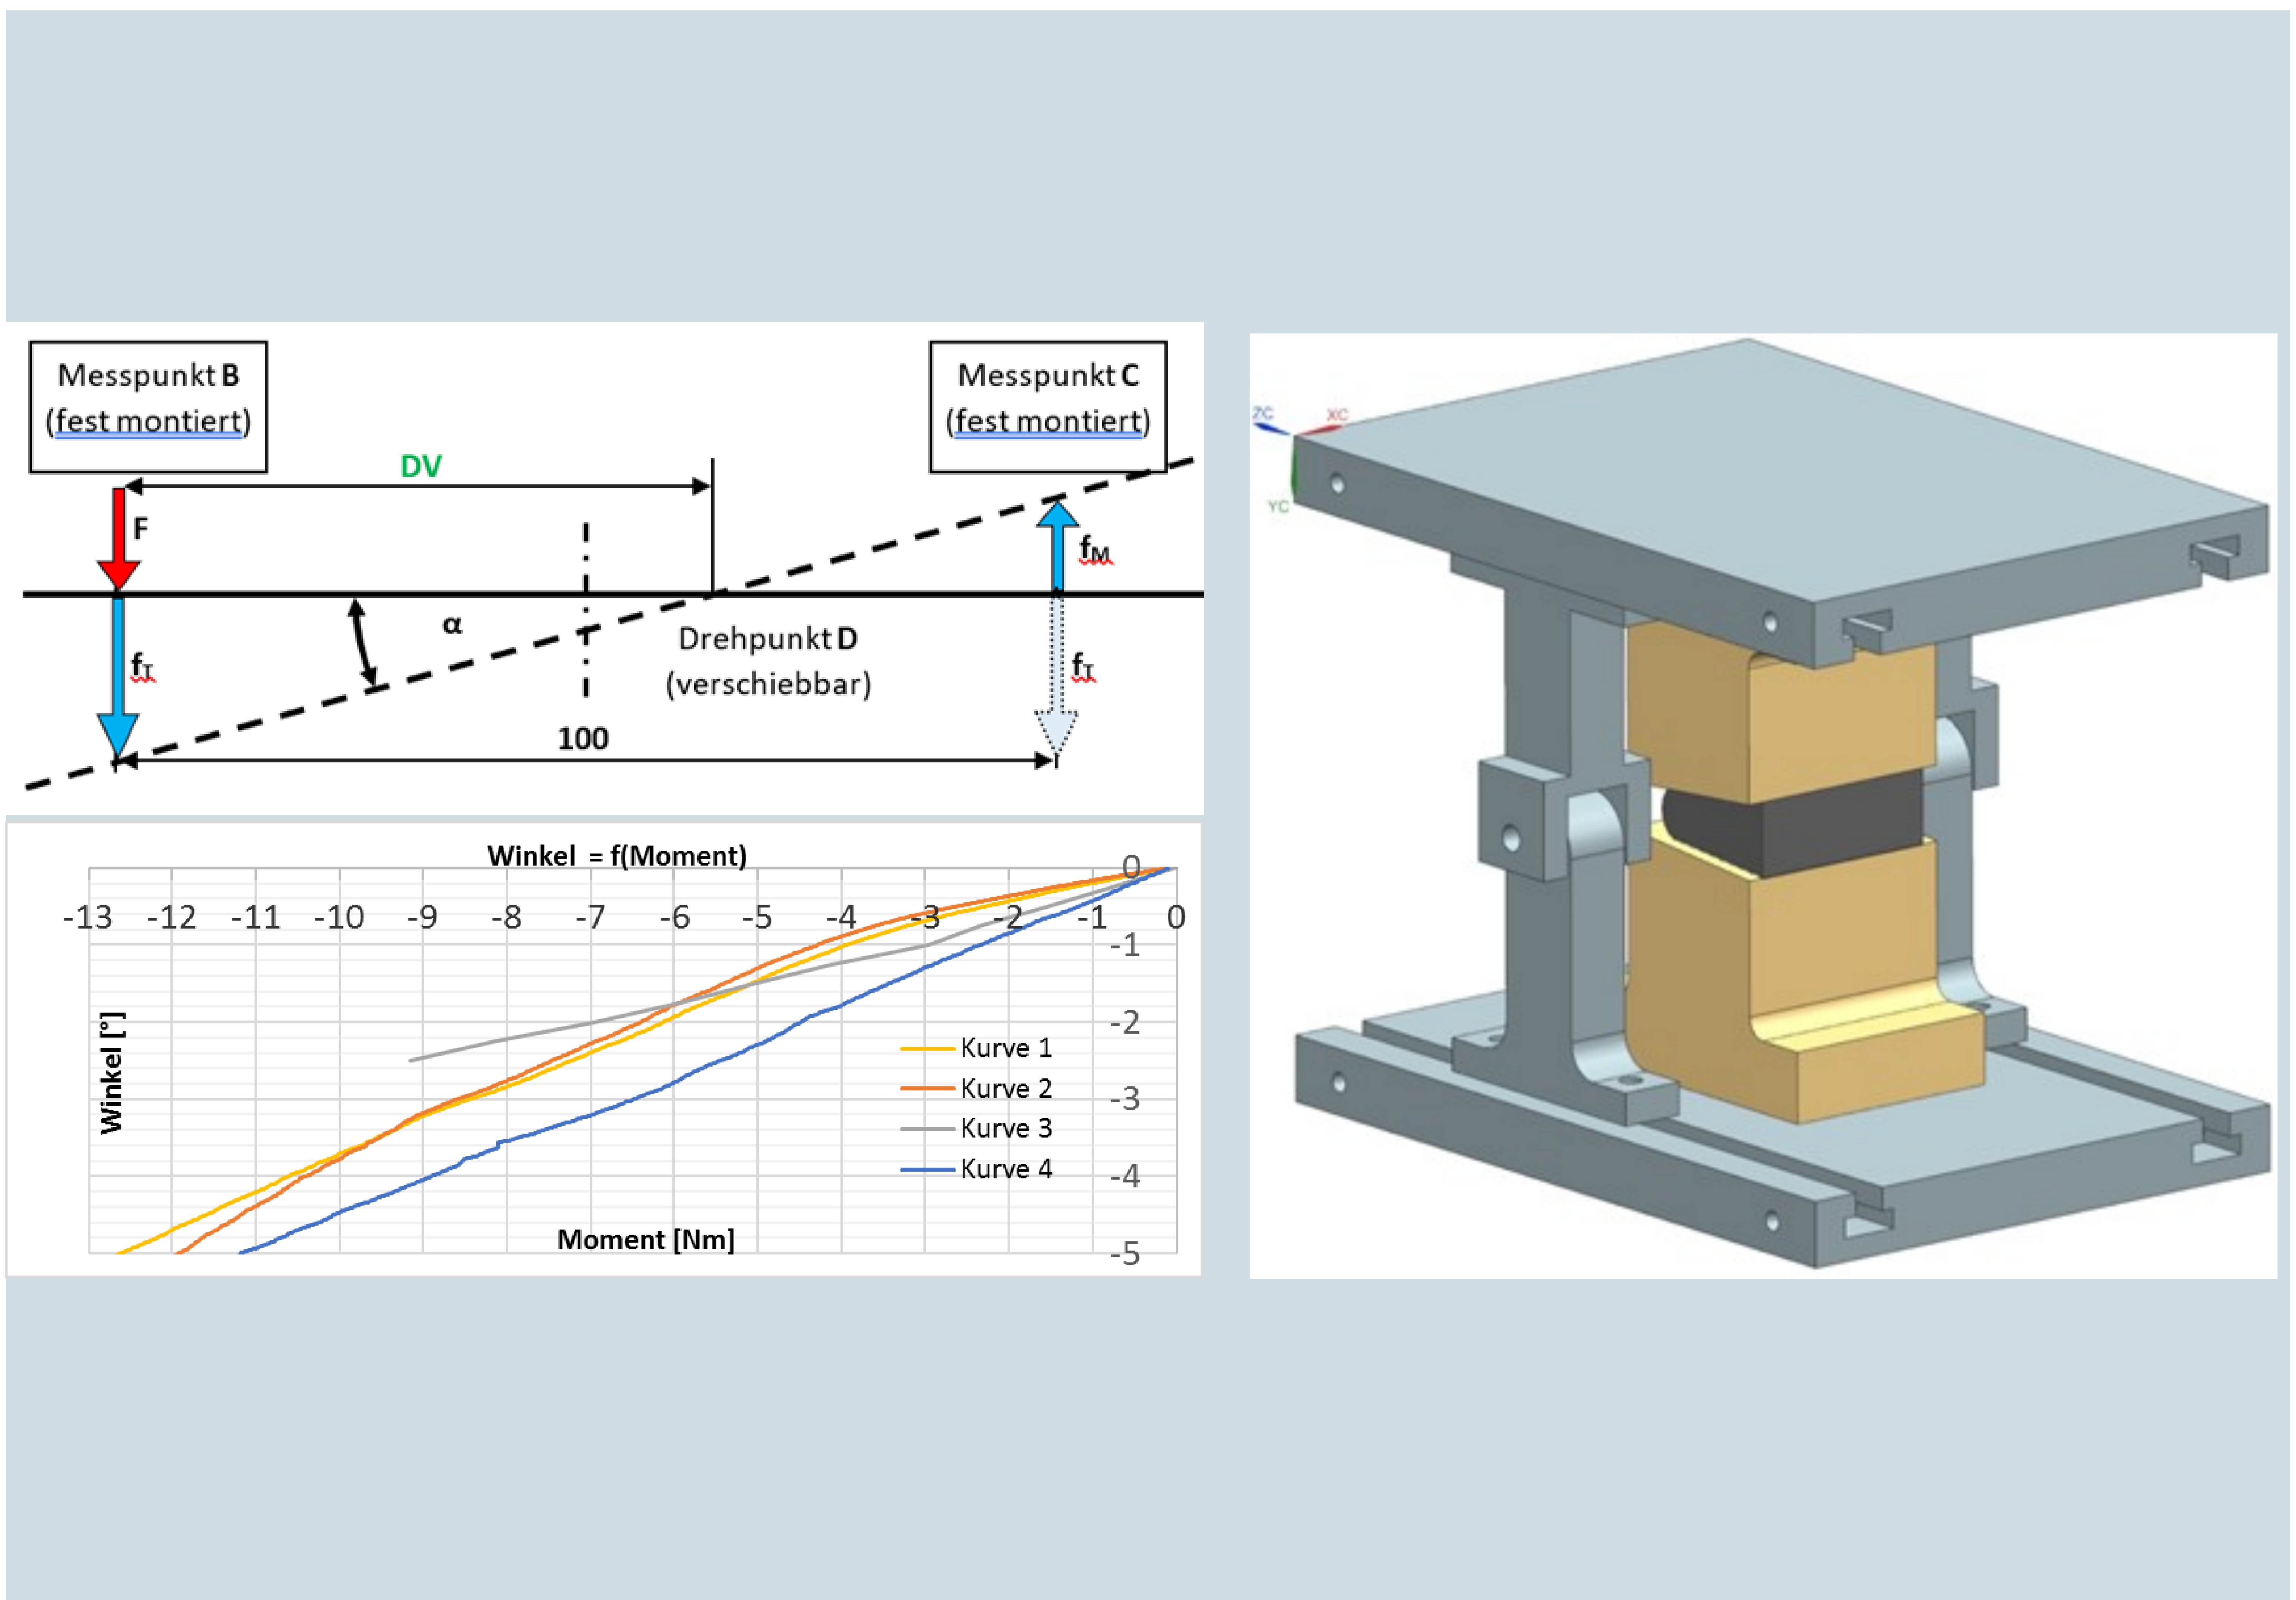 Messpunkt B
(fest montiert)
Messpunkt C
(fest montiert)
DV
F
fM
α
fT
Drehpunkt D
(verschiebbar)
fT
100
ZC
XC
YC
Winkel = f(Moment)
0
-13 -12 -11 -10 -9 -8 -7 -6 -5 -4 -3 -2 -1 0
-1
-2
-3
-4
-5
Winkel [°]
Kurve 1
Kurve 2
Kurve 3
Kurve 4
Moment [Nm]